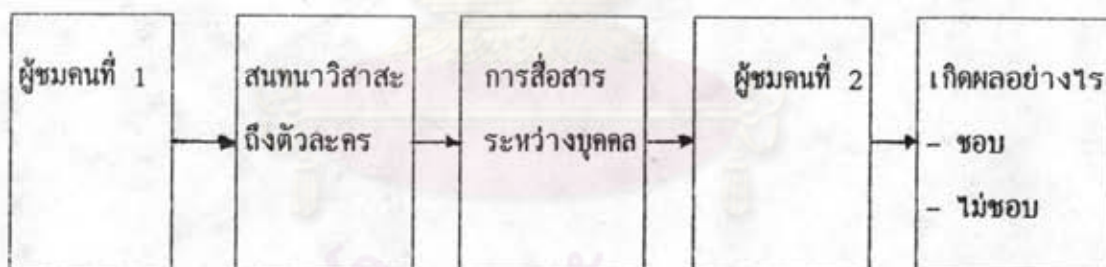 ผู้ชมคนที่ 1
สนทนาวิสาสะ
ถึงตัวละคร
การสื่อสาร
ระหว่างบุคคล
ผู้ชมคนที่ 2
เกิดผลอย่างไร
- ชอบ
- ไม่ชอบ